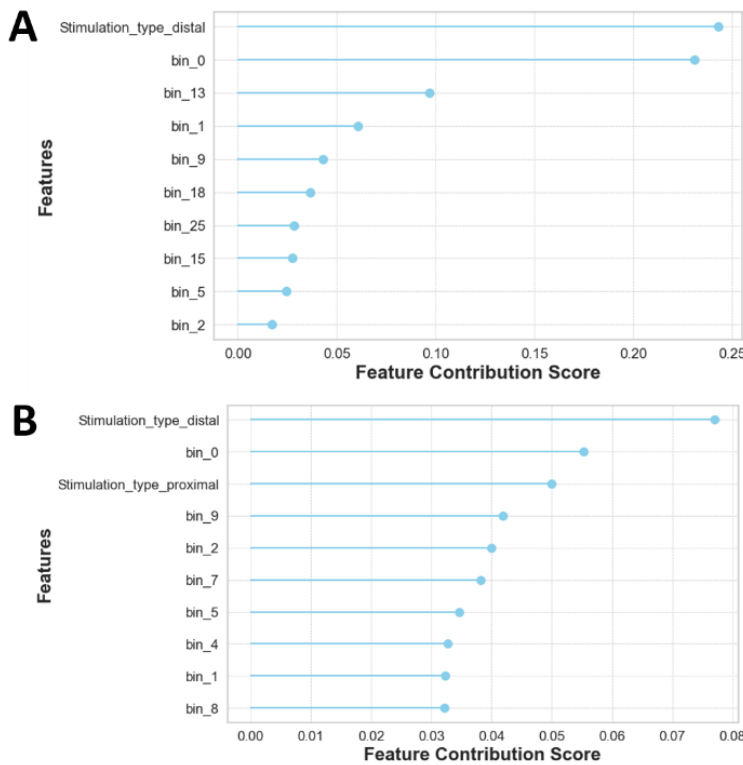 A
Stimulation_type_distal
bin_0
bin_13
bin_1
bin_9
bin_18
bin_25
bin_15
bin_5
bin_2
Features
0.00 0.05 0.10 0.15 0.20 0.25
Feature Contribution Score
B
Stimulation_type_distal
bin_0
Stimulation_type_proximal
bin_9
bin_2
bin_7
bin_5
bin_4
bin_1
bin_8
Features
0.00 0.01 0.02 0.03 0.04 0.05 0.06 0.07 0.08
Feature Contribution Score